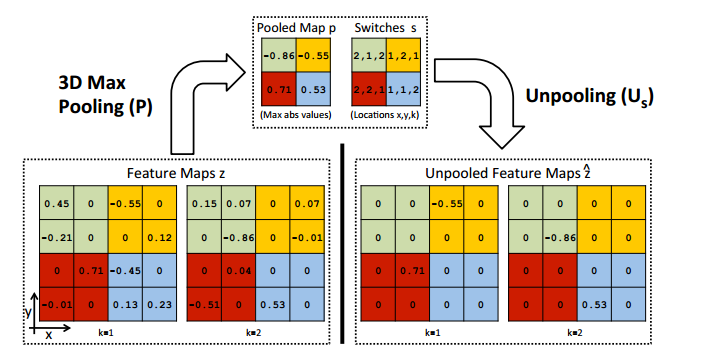 Pooled Map p Switches s
-0.86 -0.55 2,1,2 1,2,1
0.71 0.53 2,2,1 1,1,2
(Max abs values) (Locations x,y,k)
3D Max
Pooling (P)
Unpooling (Us)
Feature Maps z
0.45 0 -0.55 0 0.15 0.07 0 0.07
-0.21 0 0 0.12 0 -0.86 0 -0.01
0 0.71 -0.45 0 0 0.04 0 0
-0.01 0 0.13 0.23 -0.51 0 0.53 0
y
x
k=1 k=2
Unpooled Feature Maps ẑ
0 0 -0.55 0 0 0 0 0
0 0 0 0 0 -0.86 0 0
0 0.71 0 0 0 0 0 0
0 0 0 0 0 0 0.53 0
k=1 k=2